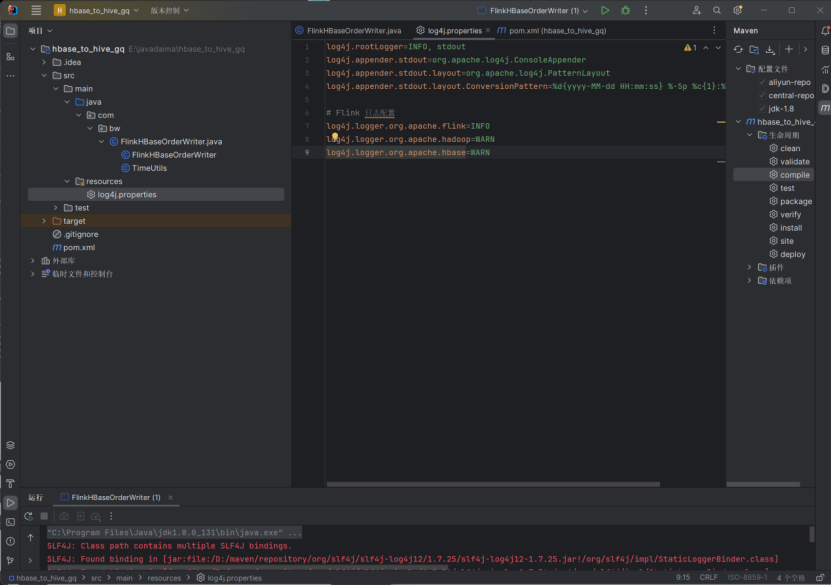 H hbase_to_hive_gq 版本控制 FlinkHBaseOrderWriter (1)
项目
hbase_to_hive_gq E:\javadaima\hbase_to_hive_gq
.idea
src
main
java
com
bw
FlinkHBaseOrderWriter.java
FlinkHBaseOrderWriter
TimeUtils
resources
log4j.properties
test
target
.gitignore
pom.xml
外部库
临时文件和控制台
FlinkHBaseOrderWriter.java log4j.properties pom.xml (hbase_to_hive_gq)
1 log4j.rootLogger=INFO, stdout
2 log4j.appender.stdout=org.apache.log4j.ConsoleAppender
3 log4j.appender.stdout.layout=org.apache.log4j.PatternLayout
4 log4j.appender.stdout.layout.ConversionPattern=%d{yyyy-MM-dd HH:mm:ss} %-5p %c{1}:%
5
6 # Flink 日志配置
7 log4j.logger.org.apache.flink=INFO
8 log4j.logger.org.apache.hadoop=WARN
9 log4j.logger.org.apache.hbase=WARN
1
Maven
配置文件
aliyun-repo
central-repo
jdk-1.8
hbase_to_hive_
生命周期
clean
validate
compile
test
package
verify
install
site
deploy
插件
依赖项
运行 FlinkHBaseOrderWriter (1)
"C:\Program Files\Java\jdk1.8.0_131\bin\java.exe" ...
SLF4J: Class path contains multiple SLF4J bindings.
SLF4J: Found binding in [jar:file:/D:/maven/repository/org/slf4j/slf4j-log4j12/1.7.25/slf4j-log4j12-1.7.25.jar!/org/slf4j/impl/StaticLoggerBinder.class]
hbase_to_hive_gq > src > main > resources > log4j.properties 9:15 CRLF ISO-8859-1 4 个空格